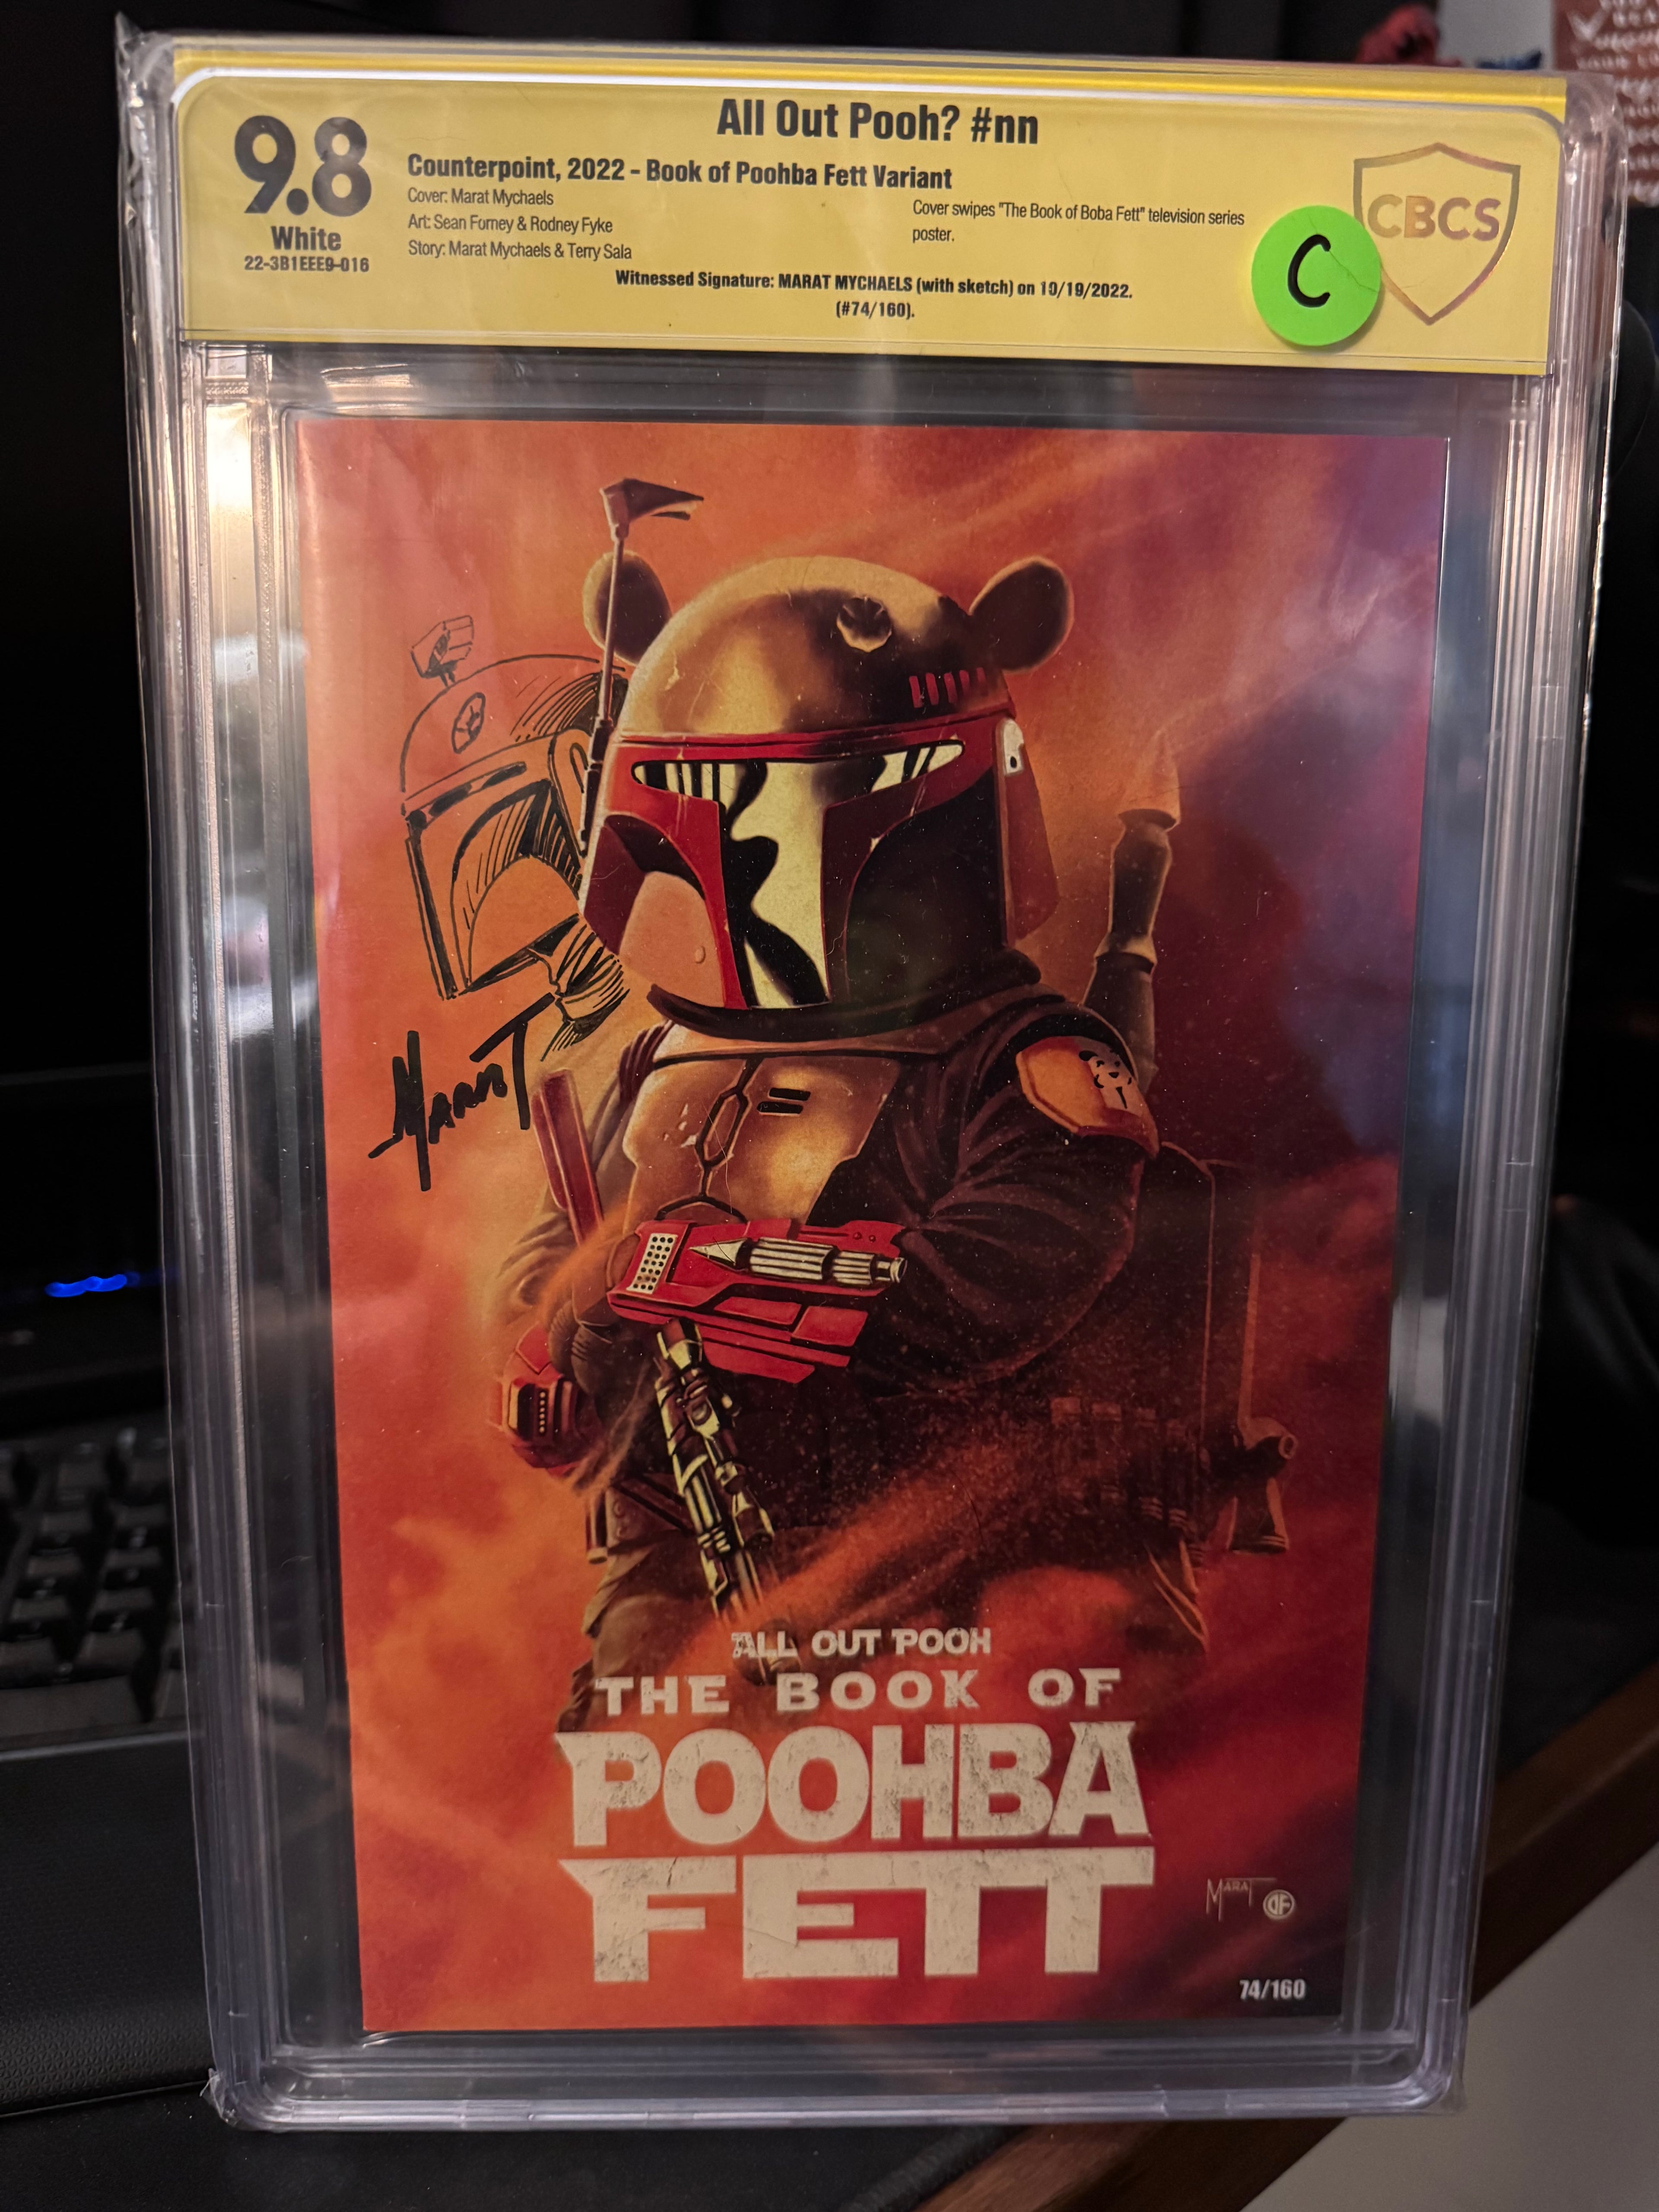 All Out Pooh? #nn
9.8
White
22-3B1EEE9-016
Counterpoint, 2022 - Book of Poohba Fett Variant
Cover: Marat Mychaels
Art: Sean Forney & Rodney Fyke
Story: Marat Mychaels & Terry Sala
Cover swipes "The Book of Boba Fett" television series
poster.
Witnessed Signature: MARAT MYCHAELS (with sketch) on 10/19/2022.
(#74/160).
C
CBCS
MARAT
ALL OUT POOH
THE BOOK OF
POOHBA
FETT
MARAT
DF
74/160